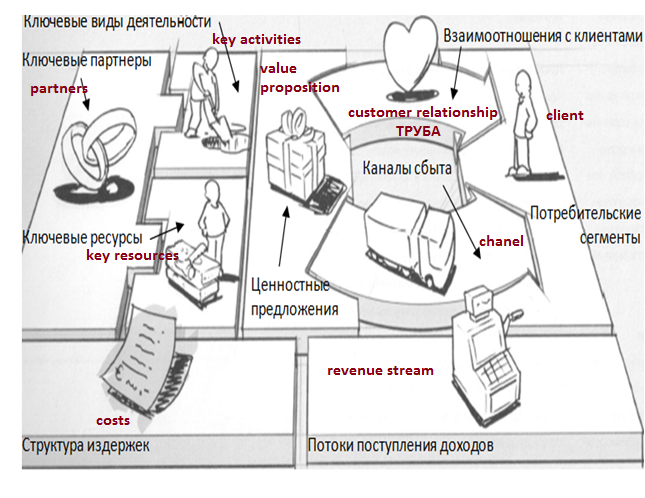 Ключевые виды деятельности
key activities
Ключевые партнеры
partners
value
proposition
Взаимоотношения с клиентами
customer relationship
ТРУБА
client
Каналы сбыта
chanel
Потребительские
сегменты
Ключевые ресурсы
key resources
Ценностные
предложения
costs
Структура издержек
revenue stream
Потоки поступления доходов